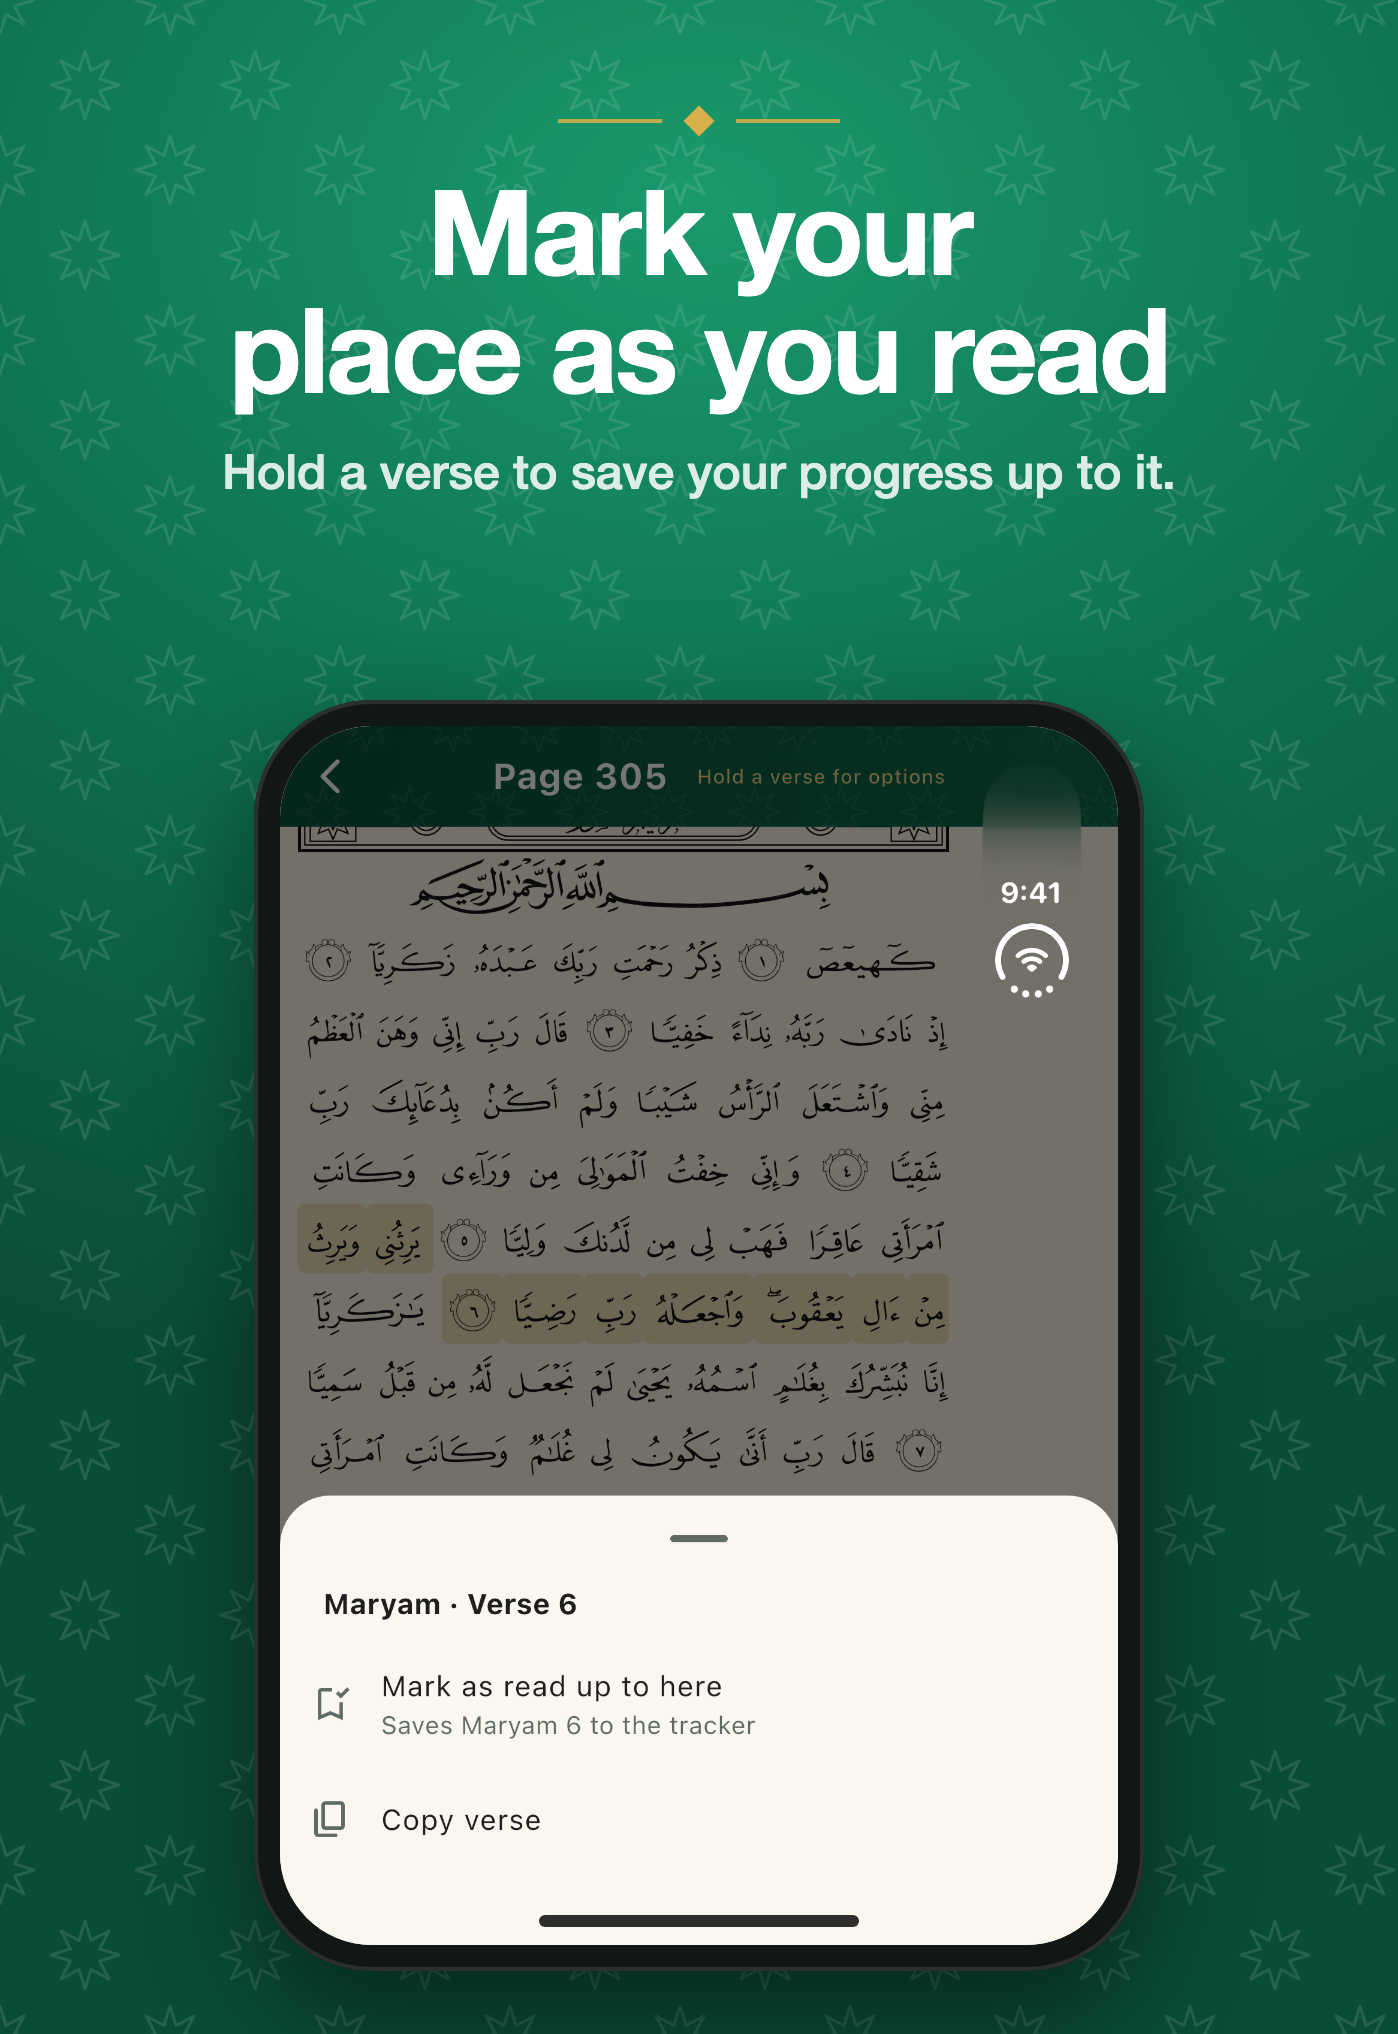 Mark your
place as you read
Hold a verse to save your progress up to it.
Page 305
Hold a verse for options
9:41
بِسْمِ ٱللَّهِ ٱلرَّحْمَٰنِ ٱلرَّحِيمِ
كٓهيعٓصٓ ١ ذِكْرُ رَحْمَتِ رَبِّكَ عَبْدَهُۥ زَكَرِيَّآ ٢
إِذْ نَادَىٰ رَبَّهُۥ نِدَآءً خَفِيًّا ٣ قَالَ رَبِّ إِنِّى وَهَنَ ٱلْعَظْمُ
مِنِّى وَٱشْتَعَلَ ٱلرَّأْسُ شَيْبًا وَلَمْ أَكُنۢ بِدُعَآئِكَ رَبِّ
شَقِيًّا ٤ وَإِنِّى خِفْتُ ٱلْمَوَٰلِىَ مِن وَرَآءِى وَكَانَتِ
ٱمْرَأَتِى عَاقِرًا فَهَبْ لِى مِن لَّدُنكَ وَلِيًّا ٥ يَرِثُنِى وَيَرِثُ
مِنْ ءَالِ يَعْقُوبَ ۖ وَٱجْعَلْهُ رَبِّ رَضِيًّا ٦ يَٰزَكَرِيَّآ
إِنَّا نُبَشِّرُكَ بِغُلَٰمٍ ٱسْمُهُۥ يَحْيَىٰ لَمْ نَجْعَل لَّهُۥ مِن قَبْلُ سَمِيًّا
٧ قَالَ رَبِّ أَنَّىٰ يَكُونُ لِى غُلَٰمٌ وَكَانَتِ ٱمْرَأَتِى
Maryam · Verse 6
Mark as read up to here
Saves Maryam 6 to the tracker
Copy verse